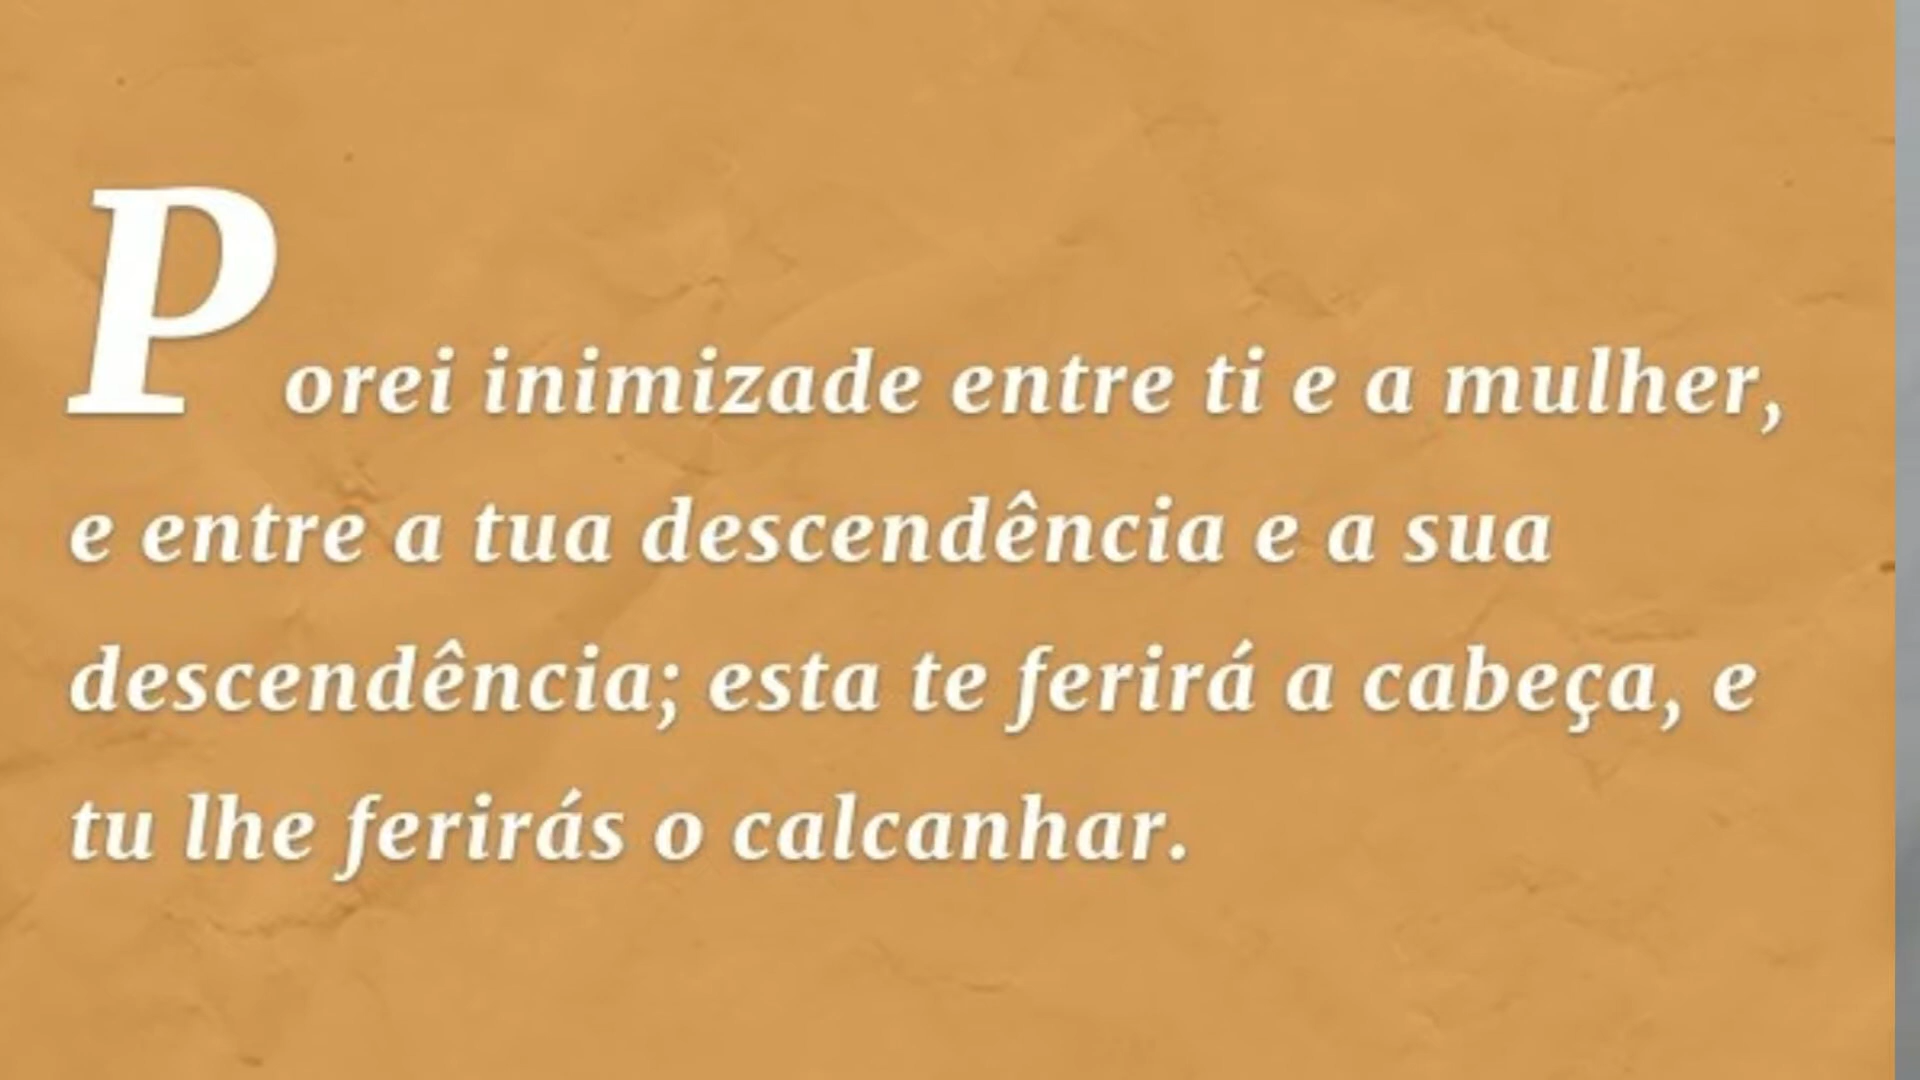 Porei inimizade entre ti e a mulher,
e entre a tua descendência e a sua
descendência; esta te ferirá a cabeça, e
tu lhe ferirás o calcanhar.